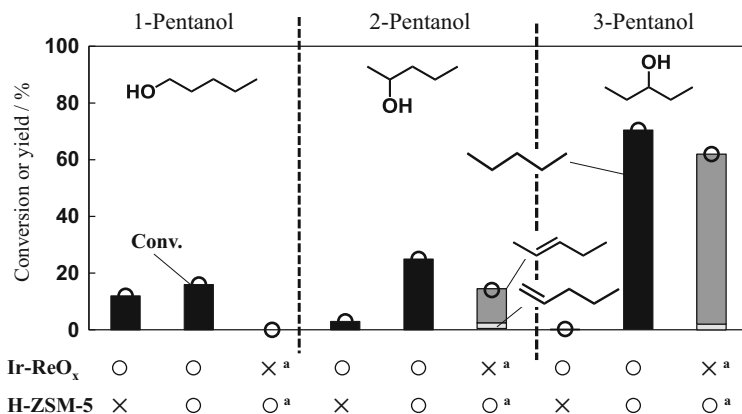 1-Pentanol 2-Pentanol 3-Pentanol
Conversion or yield / %
100
80
60
40
20
0
HO
OH
OH
Conv.
Ir-ReOx ○ ○ ×ᵃ ○ ○ ×ᵃ ○ ○ ×ᵃ
H-ZSM-5 × ○ ○ᵃ × ○ ○ᵃ × ○ ○ᵃ